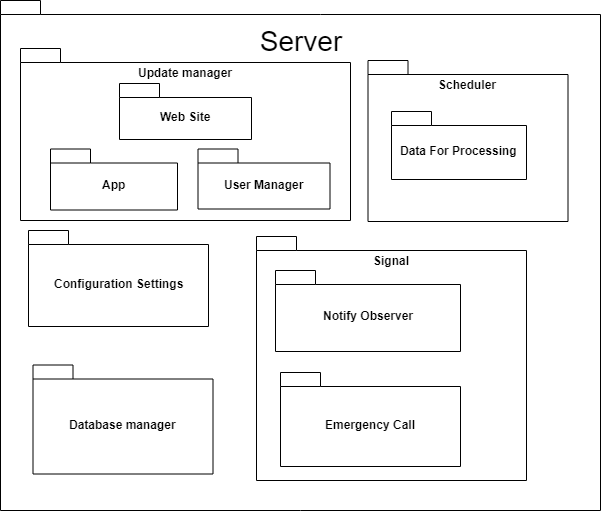 Server
Update manager
Web Site
App
User Manager
Scheduler
Data For Processing
Configuration Settings
Signal
Notify Observer
Database manager
Emergency Call